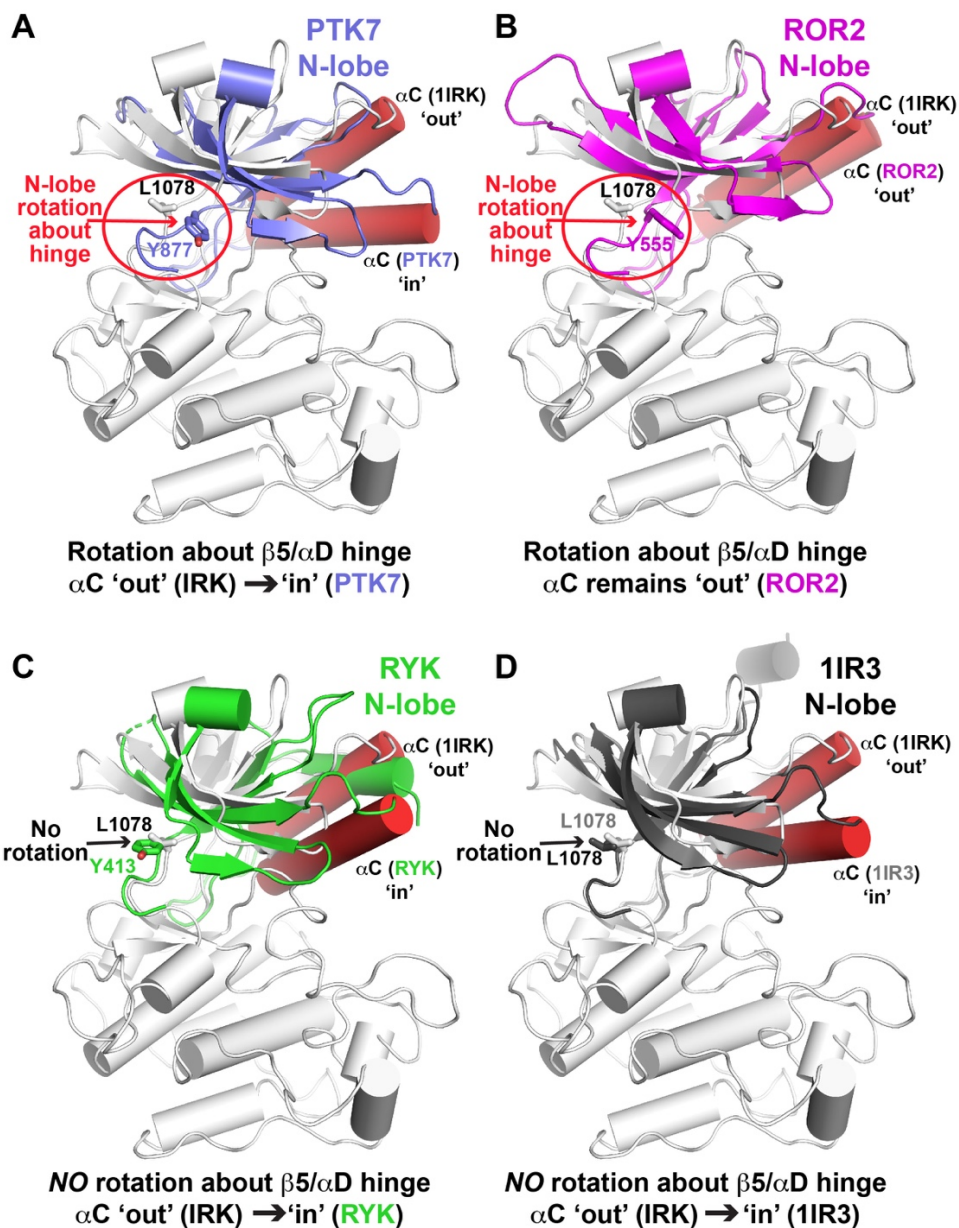 A
PTK7
N-lobe
αC (1IRK)
'out'
L1078
N-lobe
rotation
about
hinge
Y877
αC (PTK7)
'in'
Rotation about β5/αD hinge
αC 'out' (IRK) → 'in' (PTK7)
B
ROR2
N-lobe
αC (1IRK)
'out'
αC (ROR2)
'out'
L1078
N-lobe
rotation
about
hinge
Y555
Rotation about β5/αD hinge
αC remains 'out' (ROR2)
C
RYK
N-lobe
αC (1IRK)
'out'
No
rotation
L1078
Y413
αC (RYK)
'in'
NO rotation about β5/αD hinge
αC 'out' (IRK) → 'in' (RYK)
D
1IR3
N-lobe
αC (1IRK)
'out'
No
rotation
L1078
L1078
αC (1IR3)
'in'
NO rotation about β5/αD hinge
αC 'out' (IRK) → 'in' (1IR3)